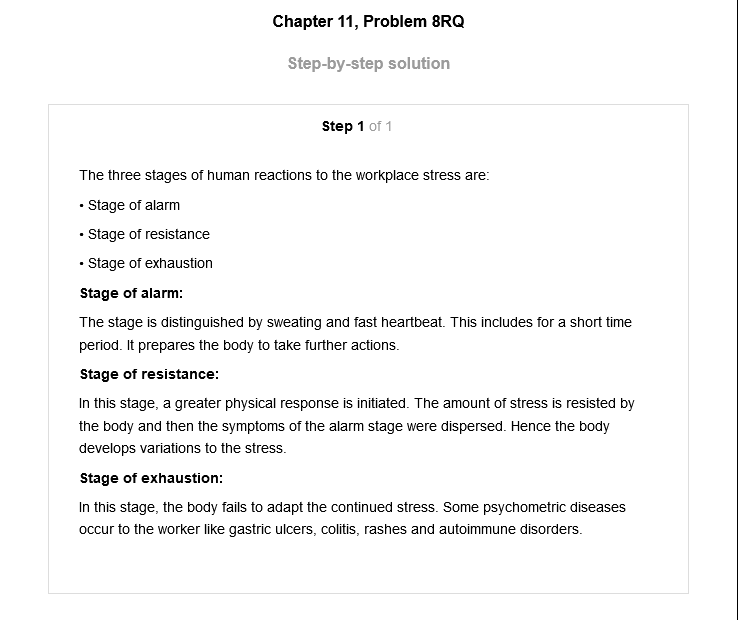 Chapter 11, Problem 8RQ
Step-by-step solution
Step 1 of 1
The three stages of human reactions to the workplace stress are:
• Stage of alarm
• Stage of resistance
• Stage of exhaustion
Stage of alarm:
The stage is distinguished by sweating and fast heartbeat. This includes for a short time
period. It prepares the body to take further actions.
Stage of resistance:
In this stage, a greater physical response is initiated. The amount of stress is resisted by
the body and then the symptoms of the alarm stage were dispersed. Hence the body
develops variations to the stress.
Stage of exhaustion:
In this stage, the body fails to adapt the continued stress. Some psychometric diseases
occur to the worker like gastric ulcers, colitis, rashes and autoimmune disorders.